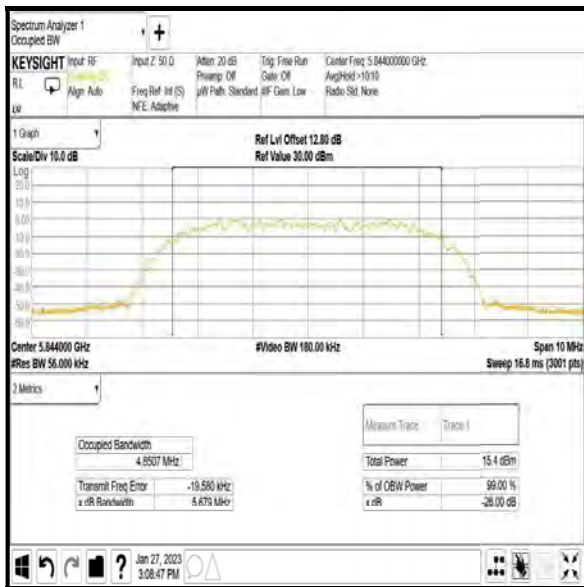 Spectrum Analyzer 1
Occupied BW
KEYSIGHT Input: RF
Align: Auto
Input Z: 50 Ω
Freq Ref: Int (S)
NFE: Adaptive
Atten: 20 dB
Preamp: Off
µW Path: Standard
Trig: Free Run
Gate: Off
#IF Gain: Low
Center Freq: 5.844000000 GHz
Avg|Hold:>10/10
Radio Std: None
1 Graph
Scale/Div 10.0 dB
Ref Lvl Offset 12.80 dB
Ref Value 30.00 dBm
Log
20.0
10.0
0.00
Center 5.844000 GHz
#Res BW 56.000 kHz
#Video BW 180.00 kHz
Span 10 MHz
Sweep 16.8 ms (3001 pts)
2 Metrics
Measure Trace Trace 1
Occupied Bandwidth
4.8507 MHz
Total Power 15.4 dBm
Transmit Freq Error -19.580 kHz
% of OBW Power 99.00 %
x dB Bandwidth 5.679 MHz
x dB -26.00 dB
? Jan 27, 2023
3:08:47 PM